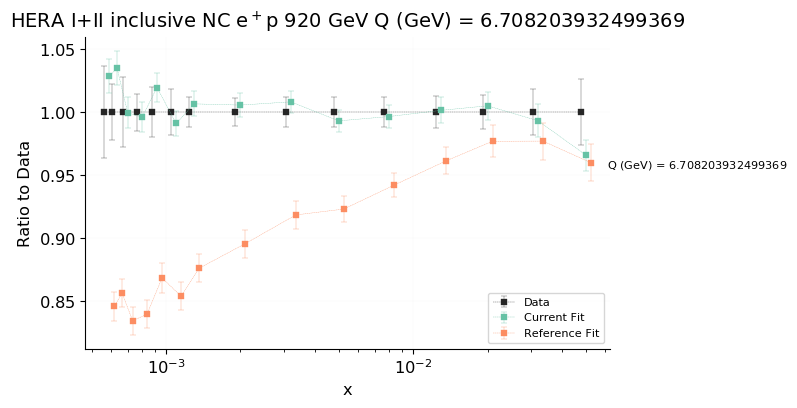 HERA I+II inclusive NC e⁺p 920 GeV Q (GeV) = 6.708203932499369
1.05
1.00
0.95
0.90
0.85
Ratio to Data
Q (GeV) = 6.708203932499369
Data
Current Fit
Reference Fit
10⁻³
10⁻²
x